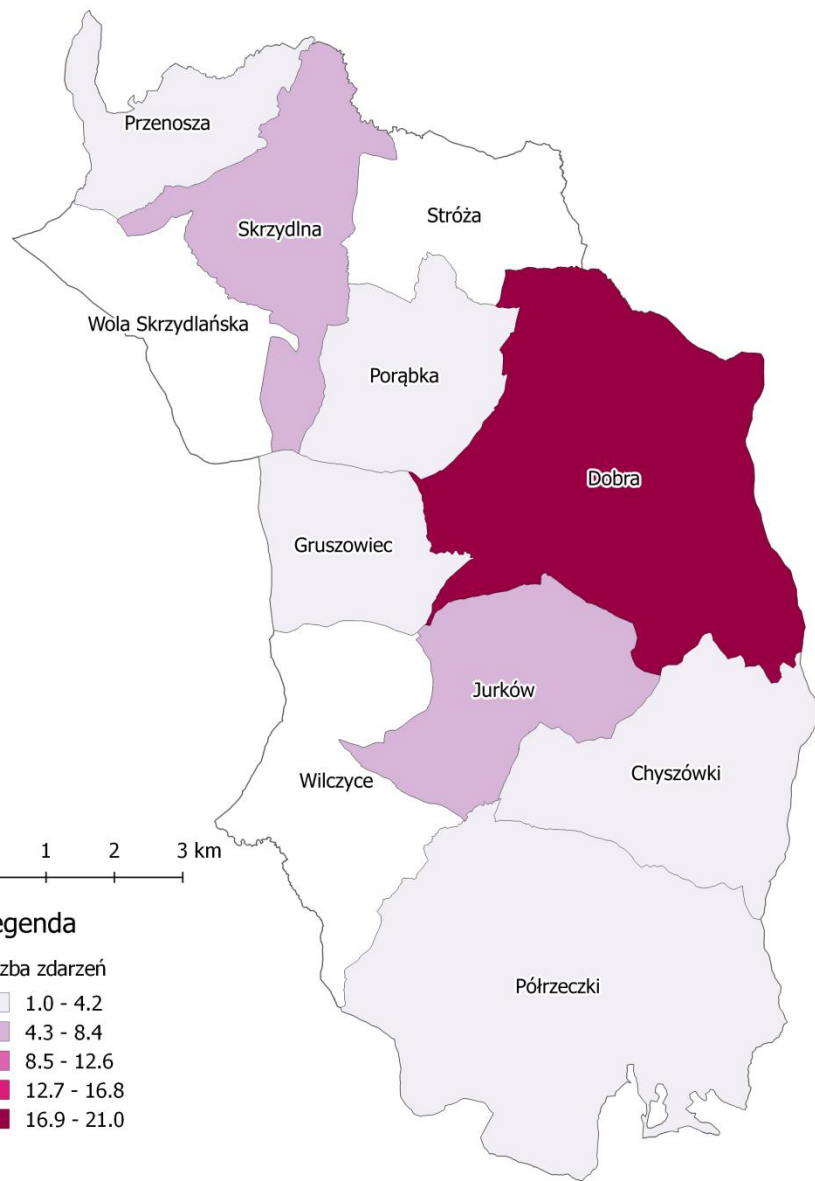 Przenosza
Skrzydlna
Stróża
Wola Skrzydlańska
Porąbka
Dobra
Gruszowiec
Jurków
Chyszówki
Wilczyce
1 2 3 km
egenda
zba zdarzeń
Półrzeczki
1.0 - 4.2
4.3 - 8.4
8.5 - 12.6
12.7 - 16.8
16.9 - 21.0